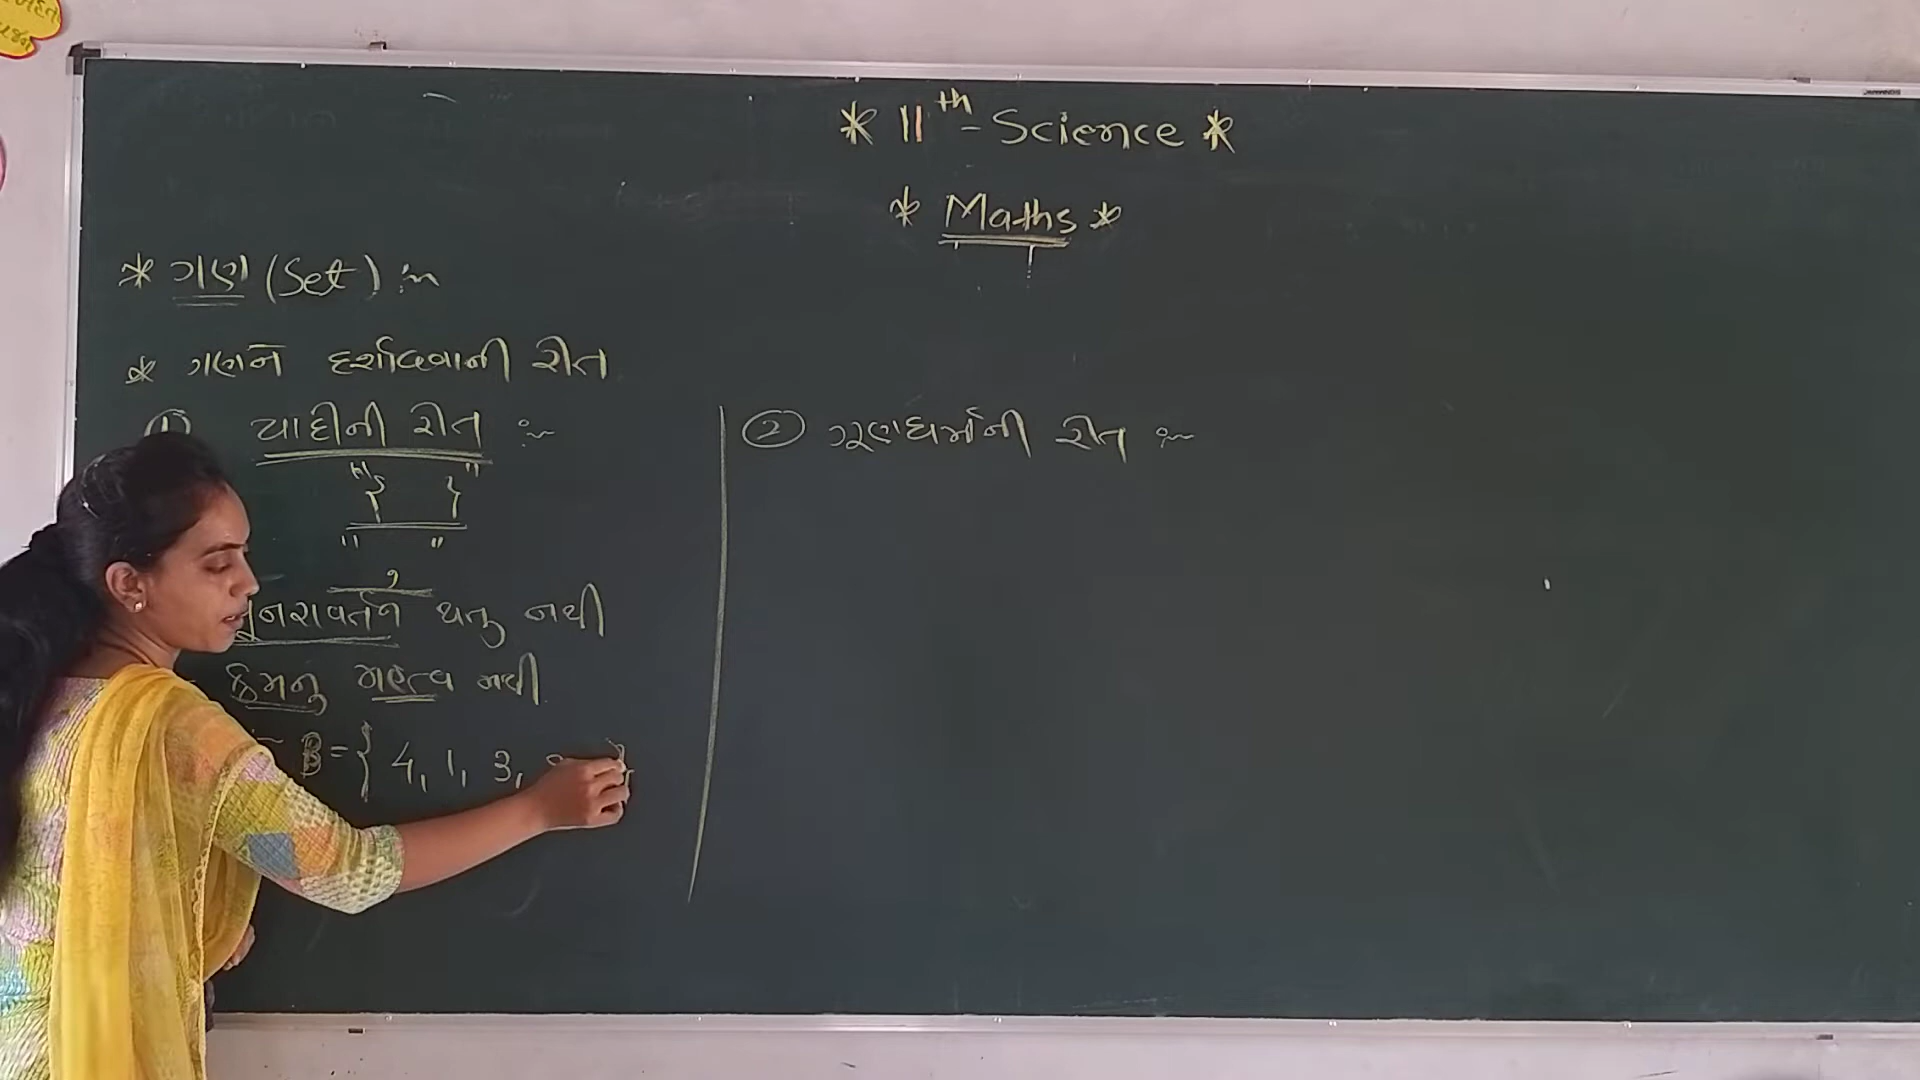 * 11th - Science *
* Maths *
* ગણ (Set) :~
* ગણને દર્શાવવાની રીત
(1) યાદીની રીત :~
"{ }"
" "
,
પુનરાવર્તન થતુ નથી
ક્રમનુ મહત્વ નથી
B = { 4, 1, 3,
(2) ગુણધર્મની રીત :~